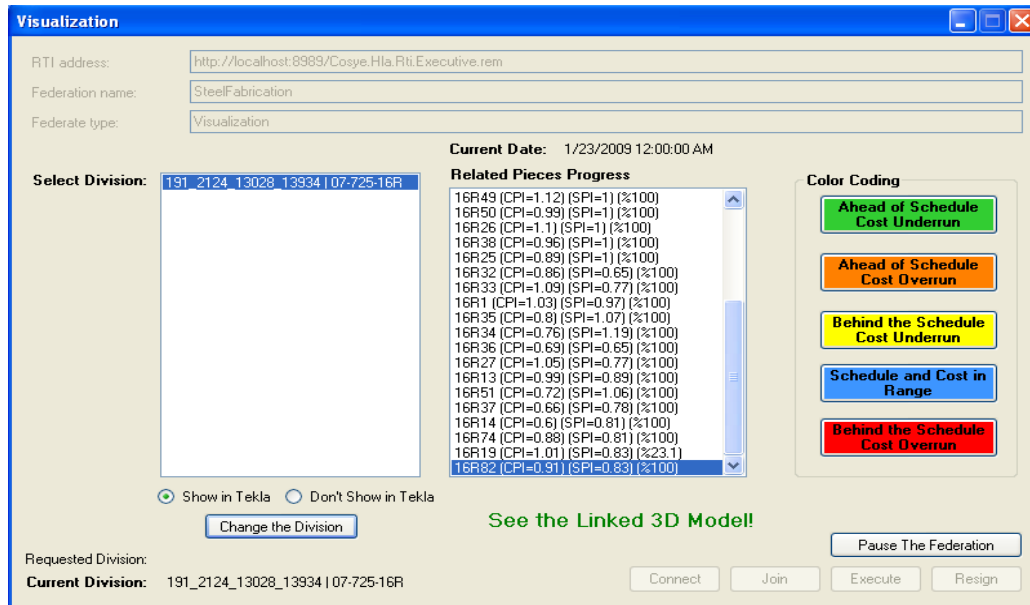 Visualization
RTI address:
http://localhost:8989/Cosye.Hla.Rti.Executive.rem
Federation name:
SteelFabrication
Federate type:
Visualization
Current Date: 1/23/2009 12:00:00 AM
Select Division:
191_2124_13028_13934 | 07-725-16R
Related Pieces Progress
16R49 (CPI=1.12) (SPI=1) (%100)
16R50 (CPI=0.99) (SPI=1) (%100)
16R26 (CPI=1.1) (SPI=1) (%100)
16R38 (CPI=0.96) (SPI=1) (%100)
16R25 (CPI=0.89) (SPI=1) (%100)
16R32 (CPI=0.86) (SPI=0.65) (%100)
16R33 (CPI=1.09) (SPI=0.77) (%100)
16R1 (CPI=1.03) (SPI=0.97) (%100)
16R35 (CPI=0.8) (SPI=1.07) (%100)
16R34 (CPI=0.76) (SPI=1.19) (%100)
16R36 (CPI=0.69) (SPI=0.65) (%100)
16R27 (CPI=1.05) (SPI=0.77) (%100)
16R13 (CPI=0.99) (SPI=0.89) (%100)
16R51 (CPI=0.72) (SPI=1.06) (%100)
16R37 (CPI=0.66) (SPI=0.78) (%100)
16R14 (CPI=0.6) (SPI=0.81) (%100)
16R74 (CPI=0.88) (SPI=0.81) (%100)
16R19 (CPI=1.01) (SPI=0.83) (%23.1)
16R82 (CPI=0.91) (SPI=0.83) (%100)
Color Coding
Ahead of Schedule
Cost Underrun
Ahead of Schedule
Cost Overrun
Behind the Schedule
Cost Underrun
Schedule and Cost in
Range
Behind the Schedule
Cost Overrun
Show in Tekla
Don't Show in Tekla
Change the Division
See the Linked 3D Model!
Pause The Federation
Requested Division:
Current Division: 191_2124_13028_13934 | 07-725-16R
Connect
Join
Execute
Resign